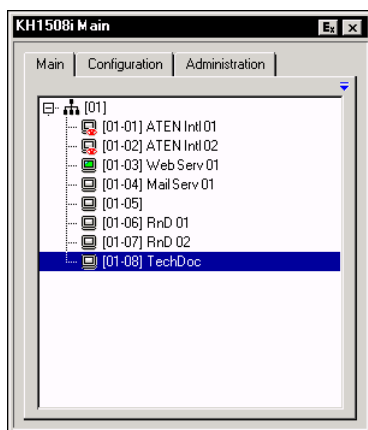 KH1508i Main Ex X
Main Configuration Administration
[01]
[01-01] ATEN Intl 01
[01-02] ATEN Intl 02
[01-03] Web Serv 01
[01-04] Mail Serv 01
[01-05]
[01-06] RnD 01
[01-07] RnD 02
[01-08] TechDoc